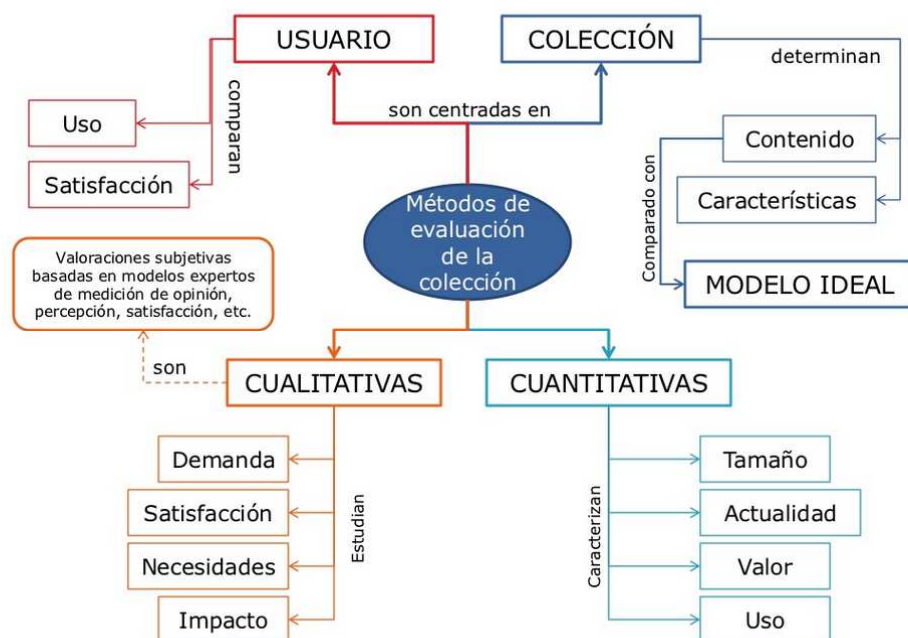 USUARIO
COLECCIÓN
determinan
son centradas en
comparan
Uso
Satisfacción
Contenido
Características
Comparado con
MODELO IDEAL
Métodos de
evaluación
de la
colección
Valoraciones subjetivas
basadas en modelos expertos
de medición de opinión,
percepción, satisfacción, etc.
son
CUALITATIVAS
CUANTITATIVAS
Demanda
Satisfacción
Necesidades
Impacto
Estudian
Caracterizan
Tamaño
Actualidad
Valor
Uso